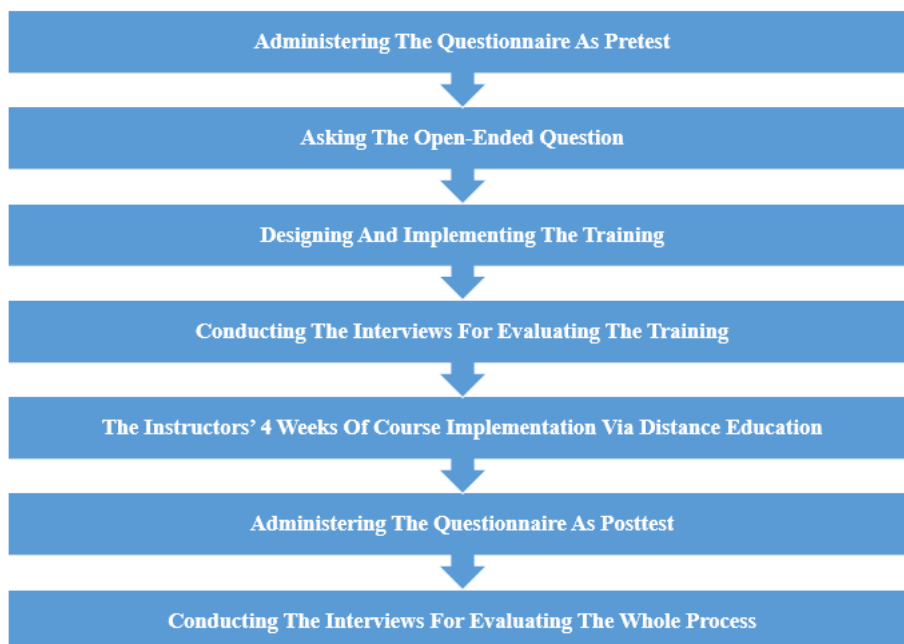 Administering The Questionnaire As Pretest
Asking The Open-Ended Question
Designing And Implementing The Training
Conducting The Interviews For Evaluating The Training
The Instructors’ 4 Weeks Of Course Implementation Via Distance Education
Administering The Questionnaire As Posttest
Conducting The Interviews For Evaluating The Whole Process